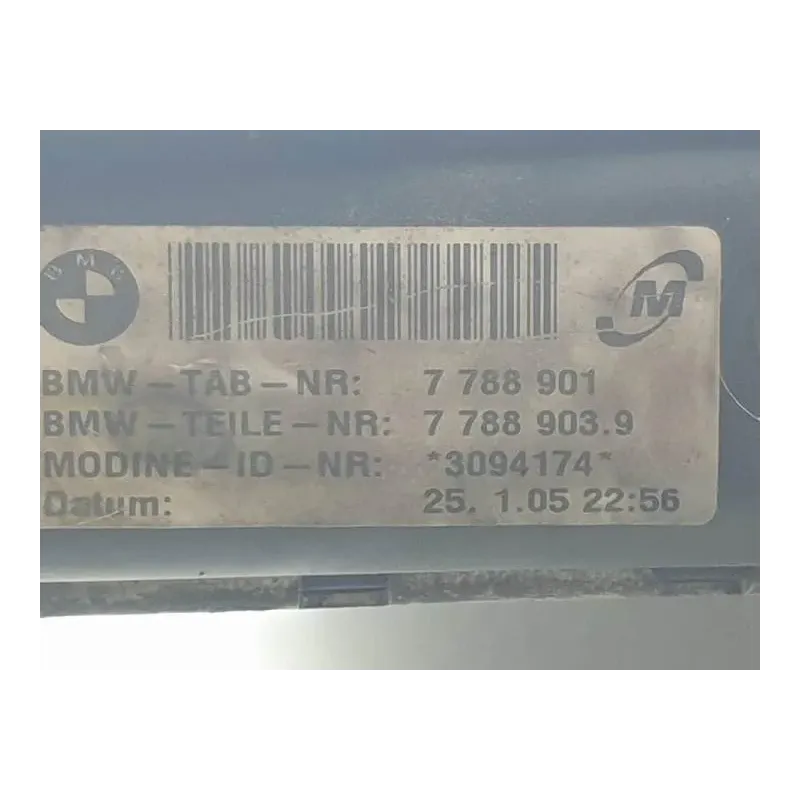 BMW
M
BMW-TAB-NR: 7 788 901
BMW-TEILE-NR: 7 788 903.9
MODINE-ID-NR: *3094174*
Datum: 25. 1.05 22:56